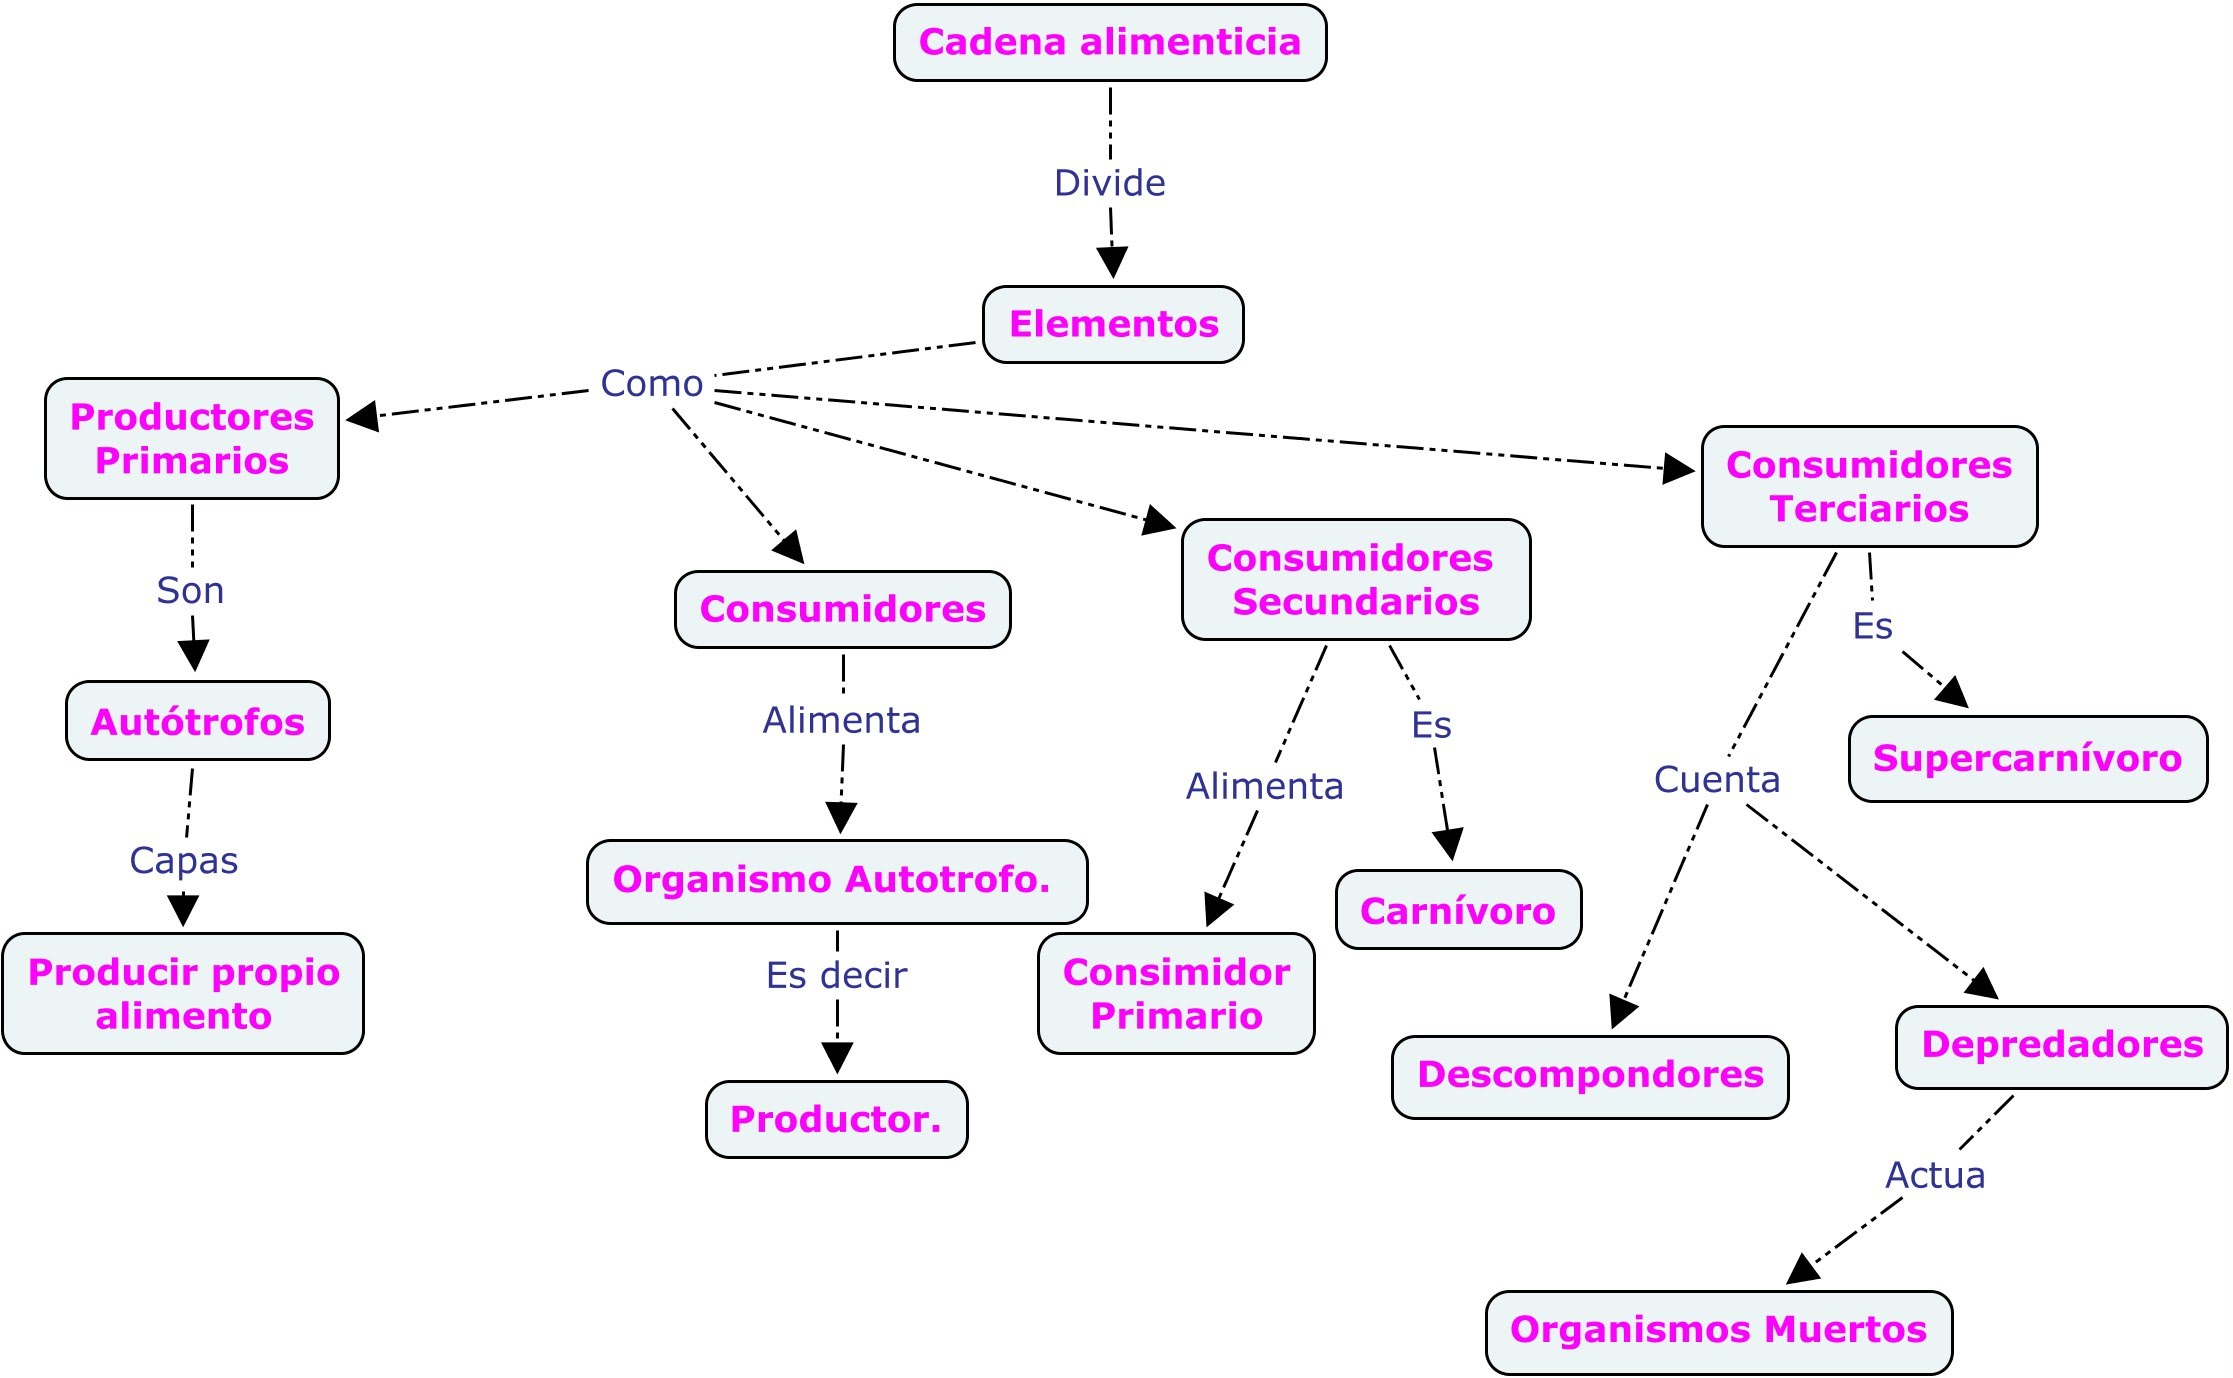 Cadena alimenticia
Divide
Elementos
Como
Productores
Primarios
Son
Autótrofos
Capas
Producir propio
alimento
Consumidores
Alimenta
Organismo Autotrofo.
Es decir
Productor.
Consumidores
Secundarios
Alimenta
Consimidor
Primario
Es
Carnívoro
Consumidores
Terciarios
Es
Supercarnívoro
Cuenta
Descompondores
Depredadores
Actua
Organismos Muertos